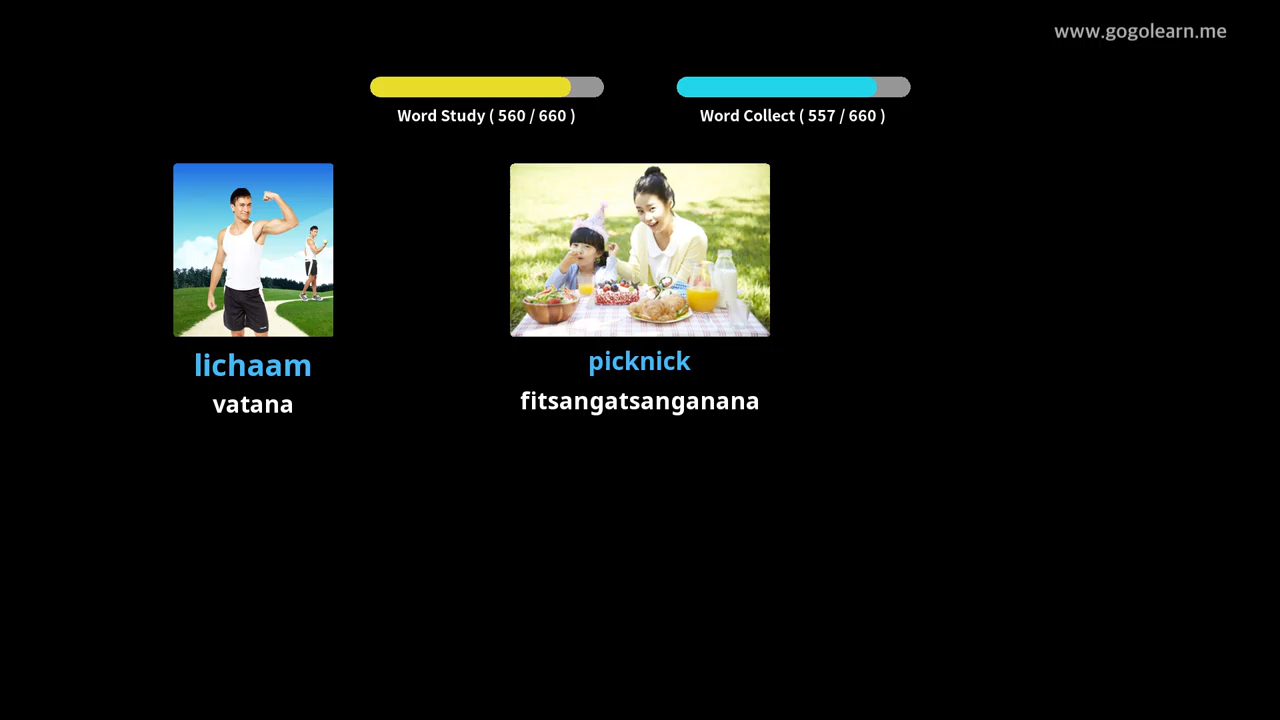 www.gogolearn.me
Word Study ( 560 / 660 )
Word Collect ( 557 / 660 )
lichaam
vatana
picknick
fitsangatsanganana